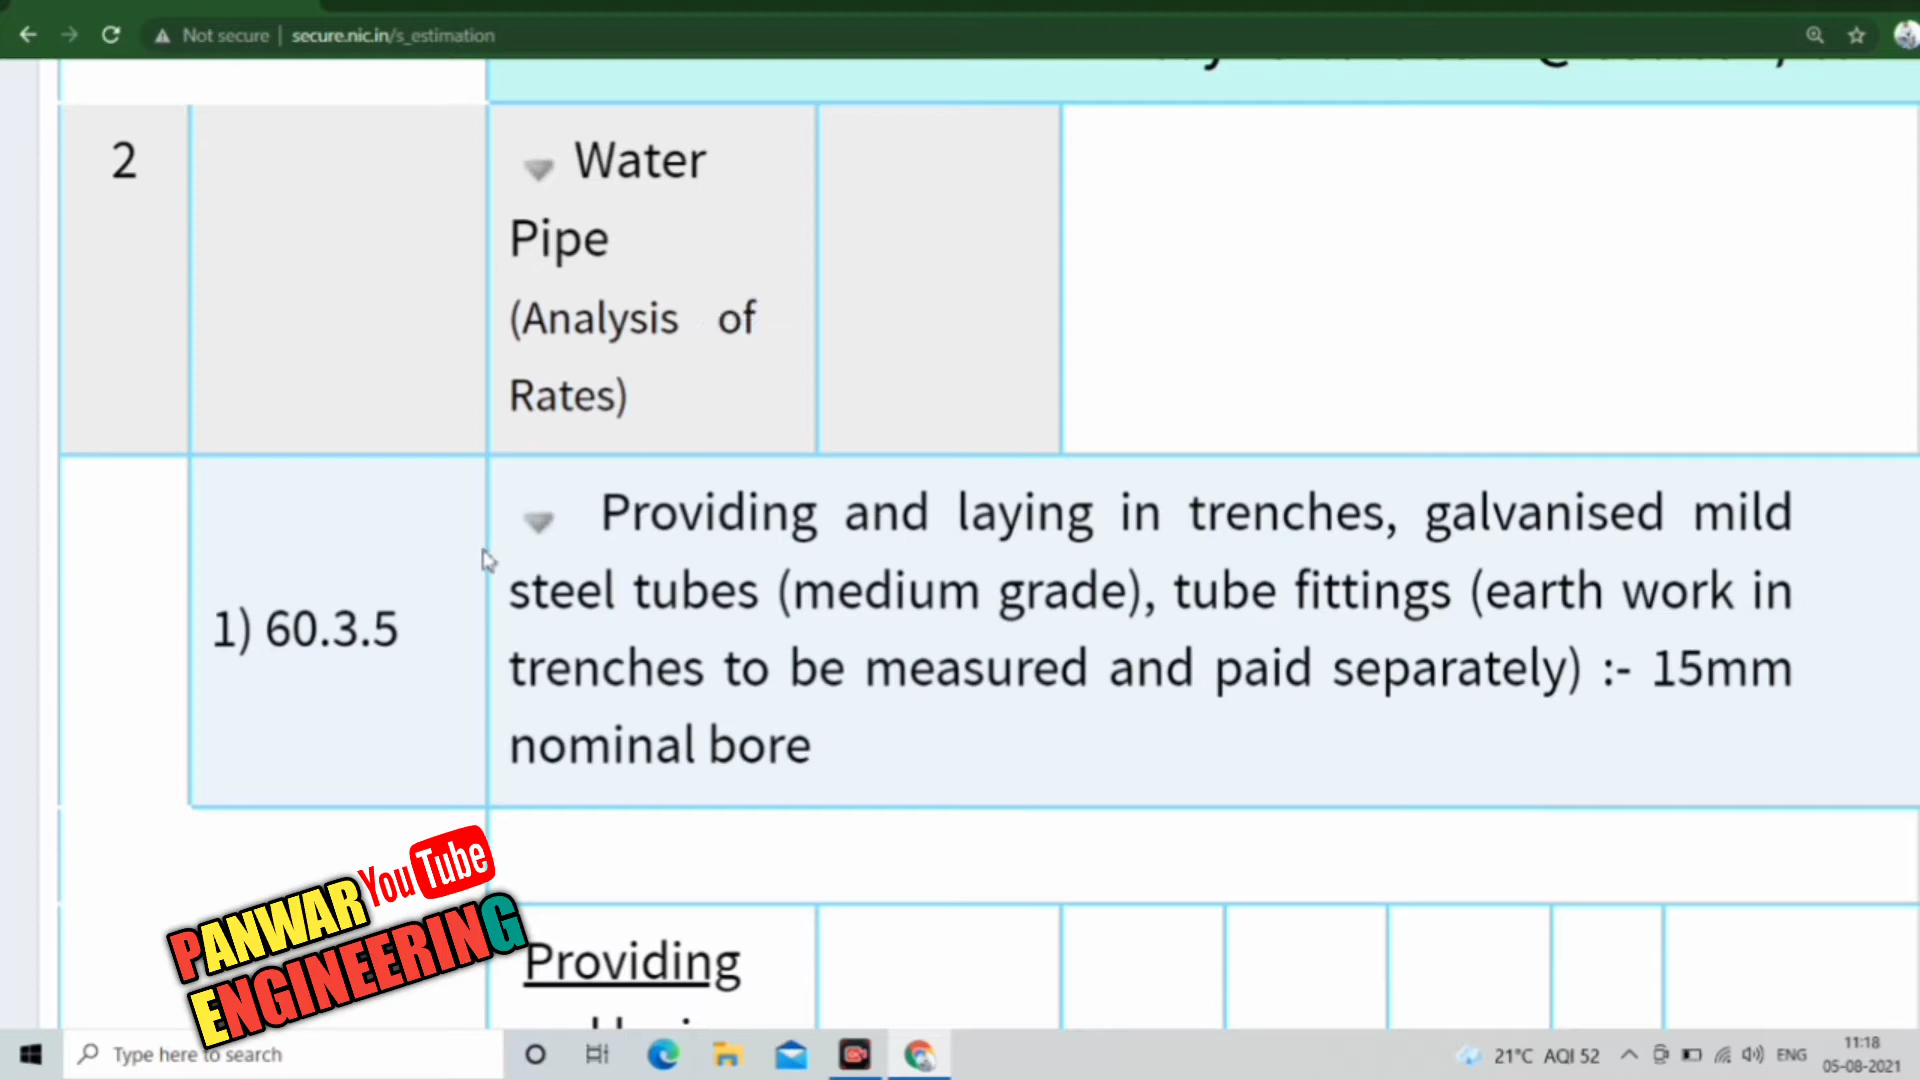 Not secure | secure.nic.in/s_estimation
2
Water
Pipe
(Analysis of
Rates)
1) 60.3.5
Providing and laying in trenches, galvanised mild
steel tubes (medium grade), tube fittings (earth work in
trenches to be measured and paid separately) :- 15mm
nominal bore
Providing
YouTube
PANWAR
ENGINEERING
Type here to search
21°C AQI 52
ENG
11:18
05-08-2021